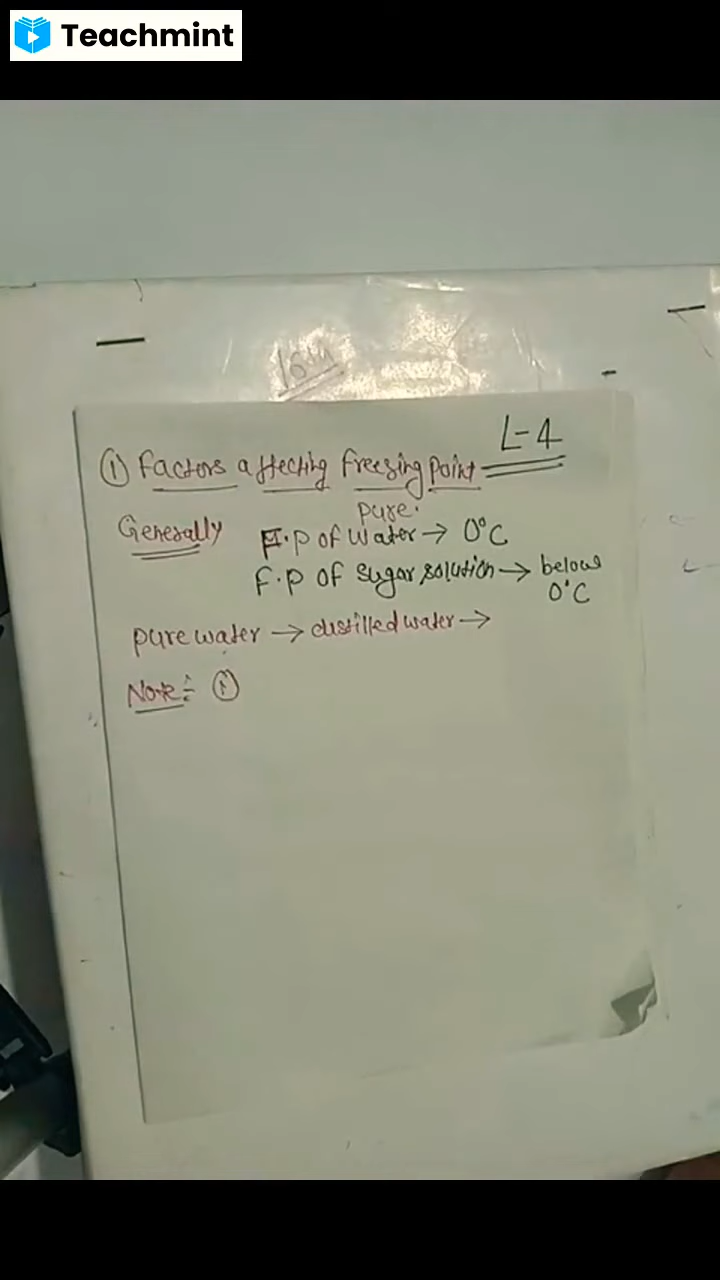 Teachmint
16th
L-4
① Factors affecting Freezing Point
pure.
Generally F.P of Water → 0°C
F.P of Sugar solution → below
0°C
pure water → distilled water →
Note:- ①